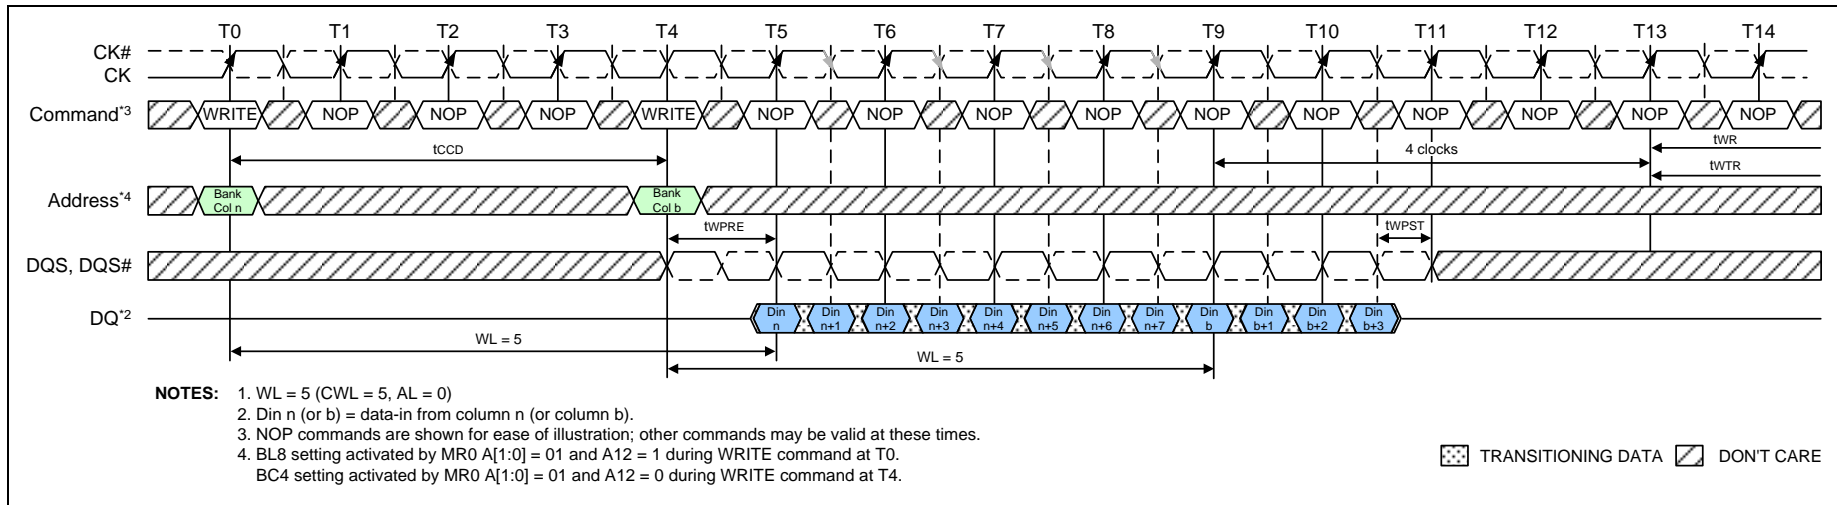 T0 T1 T2 T3 T4 T5 T6 T7 T8 T9 T10 T11 T12 T13 T14
CK#
CK
Command*3 WRITE NOP NOP NOP WRITE NOP NOP NOP NOP NOP NOP NOP NOP NOP NOP
tCCD 4 clocks tWR
tWTR
Address*4 Bank Col n Bank Col b
tWPRE tWPST
DQS, DQS#
DQ*2 Din n Din n+1 Din n+2 Din n+3 Din n+4 Din n+5 Din n+6 Din n+7 Din b Din b+1 Din b+2 Din b+3
WL = 5 WL = 5
NOTES: 1. WL = 5 (CWL = 5, AL = 0)
2. Din n (or b) = data-in from column n (or column b).
3. NOP commands are shown for ease of illustration; other commands may be valid at these times.
4. BL8 setting activated by MR0 A[1:0] = 01 and A12 = 1 during WRITE command at T0.
BC4 setting activated by MR0 A[1:0] = 01 and A12 = 0 during WRITE command at T4.
TRANSITIONING DATA DON'T CARE